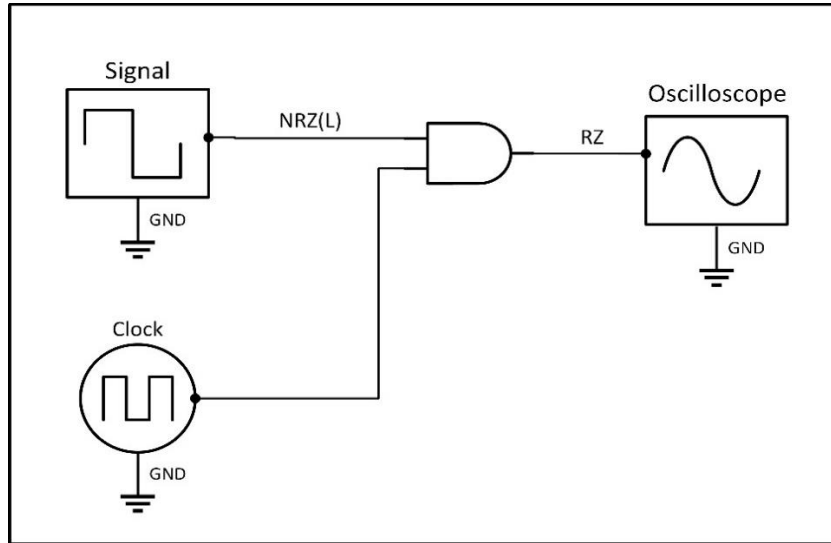 Signal
NRZ(L)
GND
Oscilloscope
RZ
GND
Clock
GND